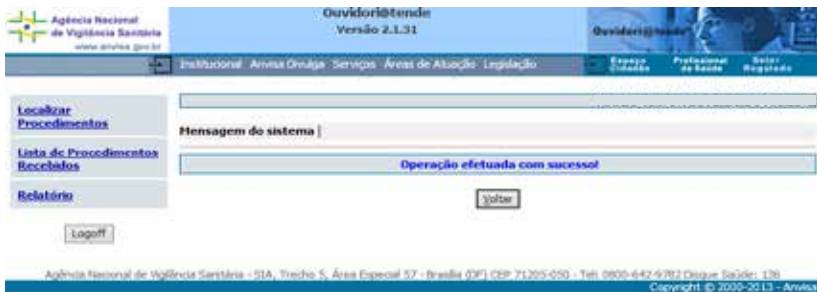 Agência Nacional
de Vigilância Sanitária
www.anvisa.gov.br
Ouvidori@tende
Versão 2.1.31
Ouvidori@tende
Institucional Anvisa Divulga Serviços Áreas de Atuação Legislação
Espaço Cidadão
Profissional de Saúde
Setor Regulado
Localizar
Procedimentos
Mensagem do sistema |
Lista de Procedimentos
Recebidos
Operação efetuada com sucesso!
Relatório
Voltar
Logoff
Agência Nacional de Vigilância Sanitária - SIA, Trecho 5, Área Especial 57 - Brasília (DF) CEP 71205-050 - Tel: 0800-642-9782 Disque Saúde: 136
Copyright © 2000-2013 - Anvisa